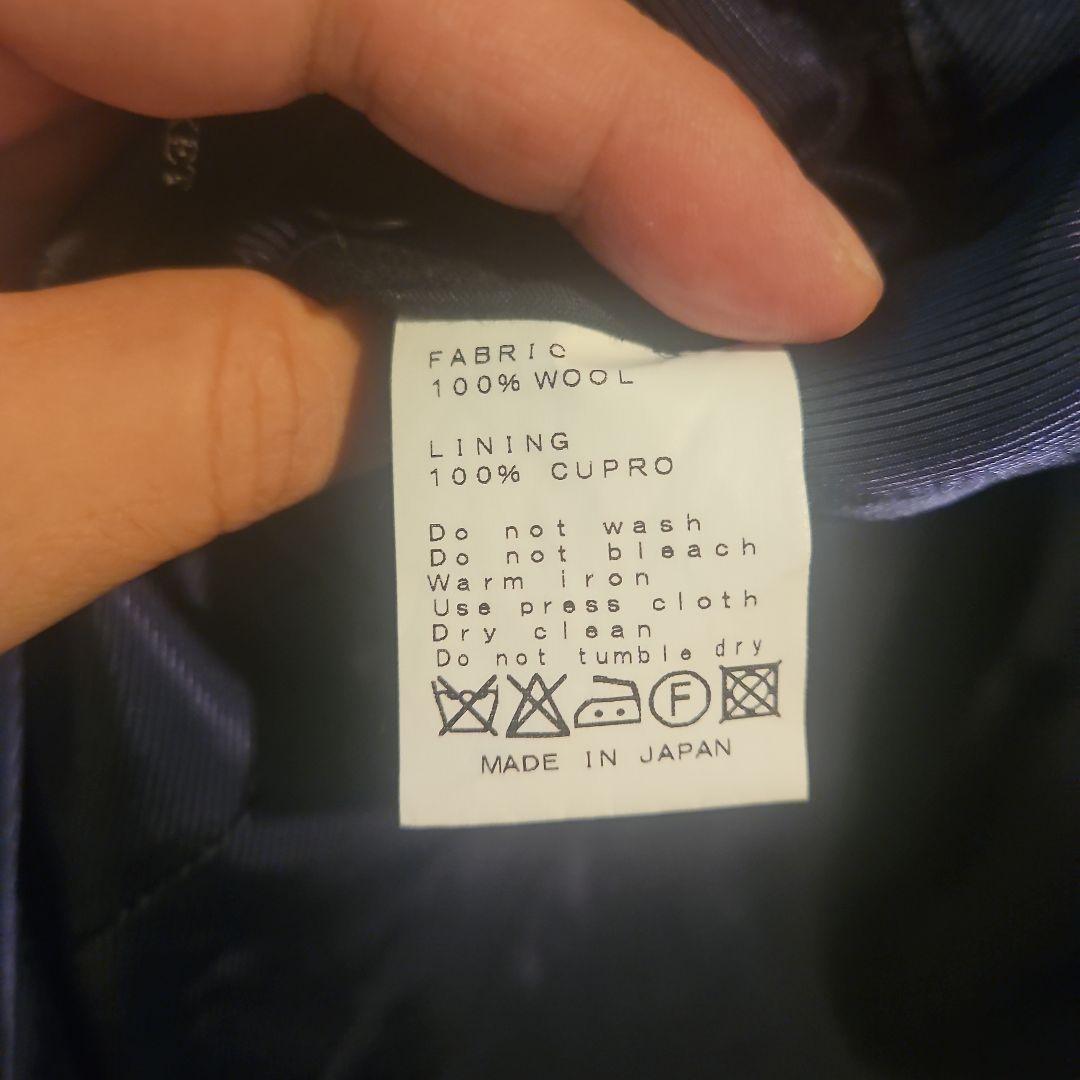 FABRIC
100% WOOL
LINING
100% CUPRO
Do not wash
Do not bleach
Warm iron
Use press cloth
Dry clean
Do not tumble dry
F
MADE IN JAPAN